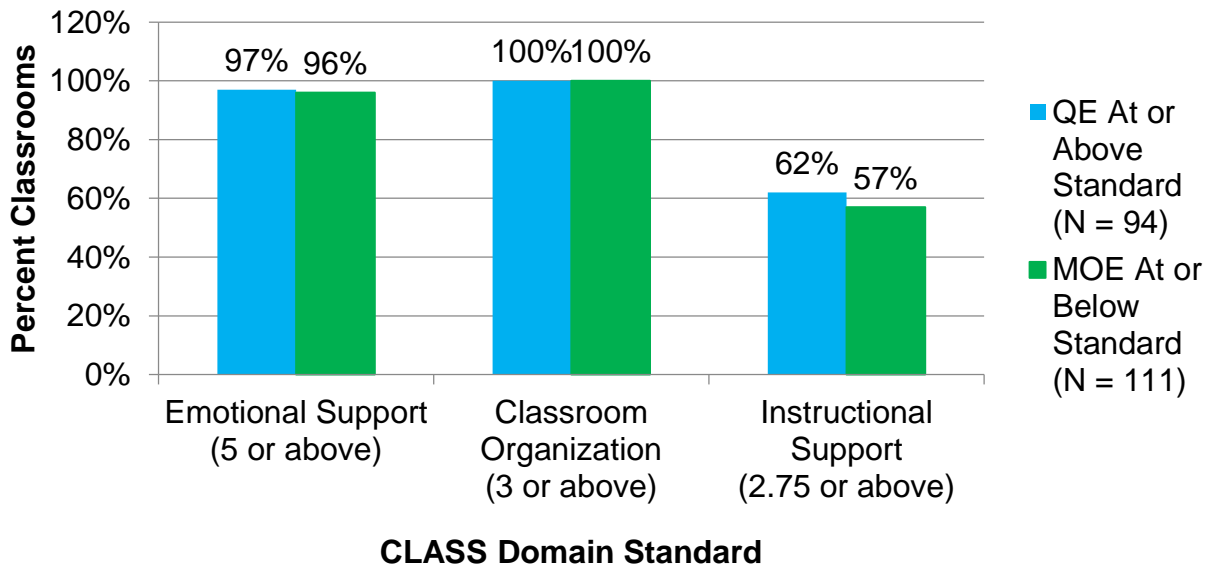 120%
100%
80%
60%
40%
20%
0%
Percent Classrooms
97%
96%
100%
100%
62%
57%
Emotional Support
(5 or above)
Classroom
Organization
(3 or above)
Instructional
Support
(2.75 or above)
CLASS Domain Standard
QE At or
Above
Standard
(N = 94)
MOE At or
Below
Standard
(N = 111)